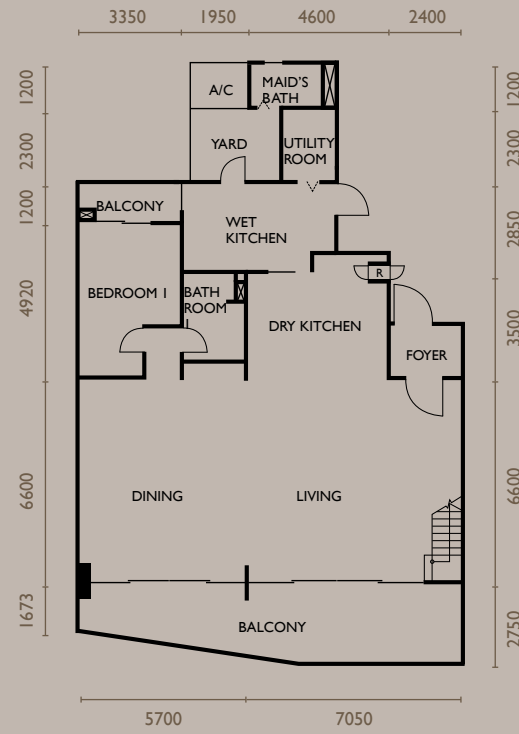 3350 1950 4600 2400
1200
1200
A/C
MAID'S
BATH
2300
YARD
UTILITY
ROOM
2300
1200
BALCONY
WET
KITCHEN
2850
4920
BEDROOM 1
BATH
ROOM
1
R
DRY KITCHEN
3500
FOYER
6600
DINING
LIVING
6600
1673
BALCONY
2750
5700 7050